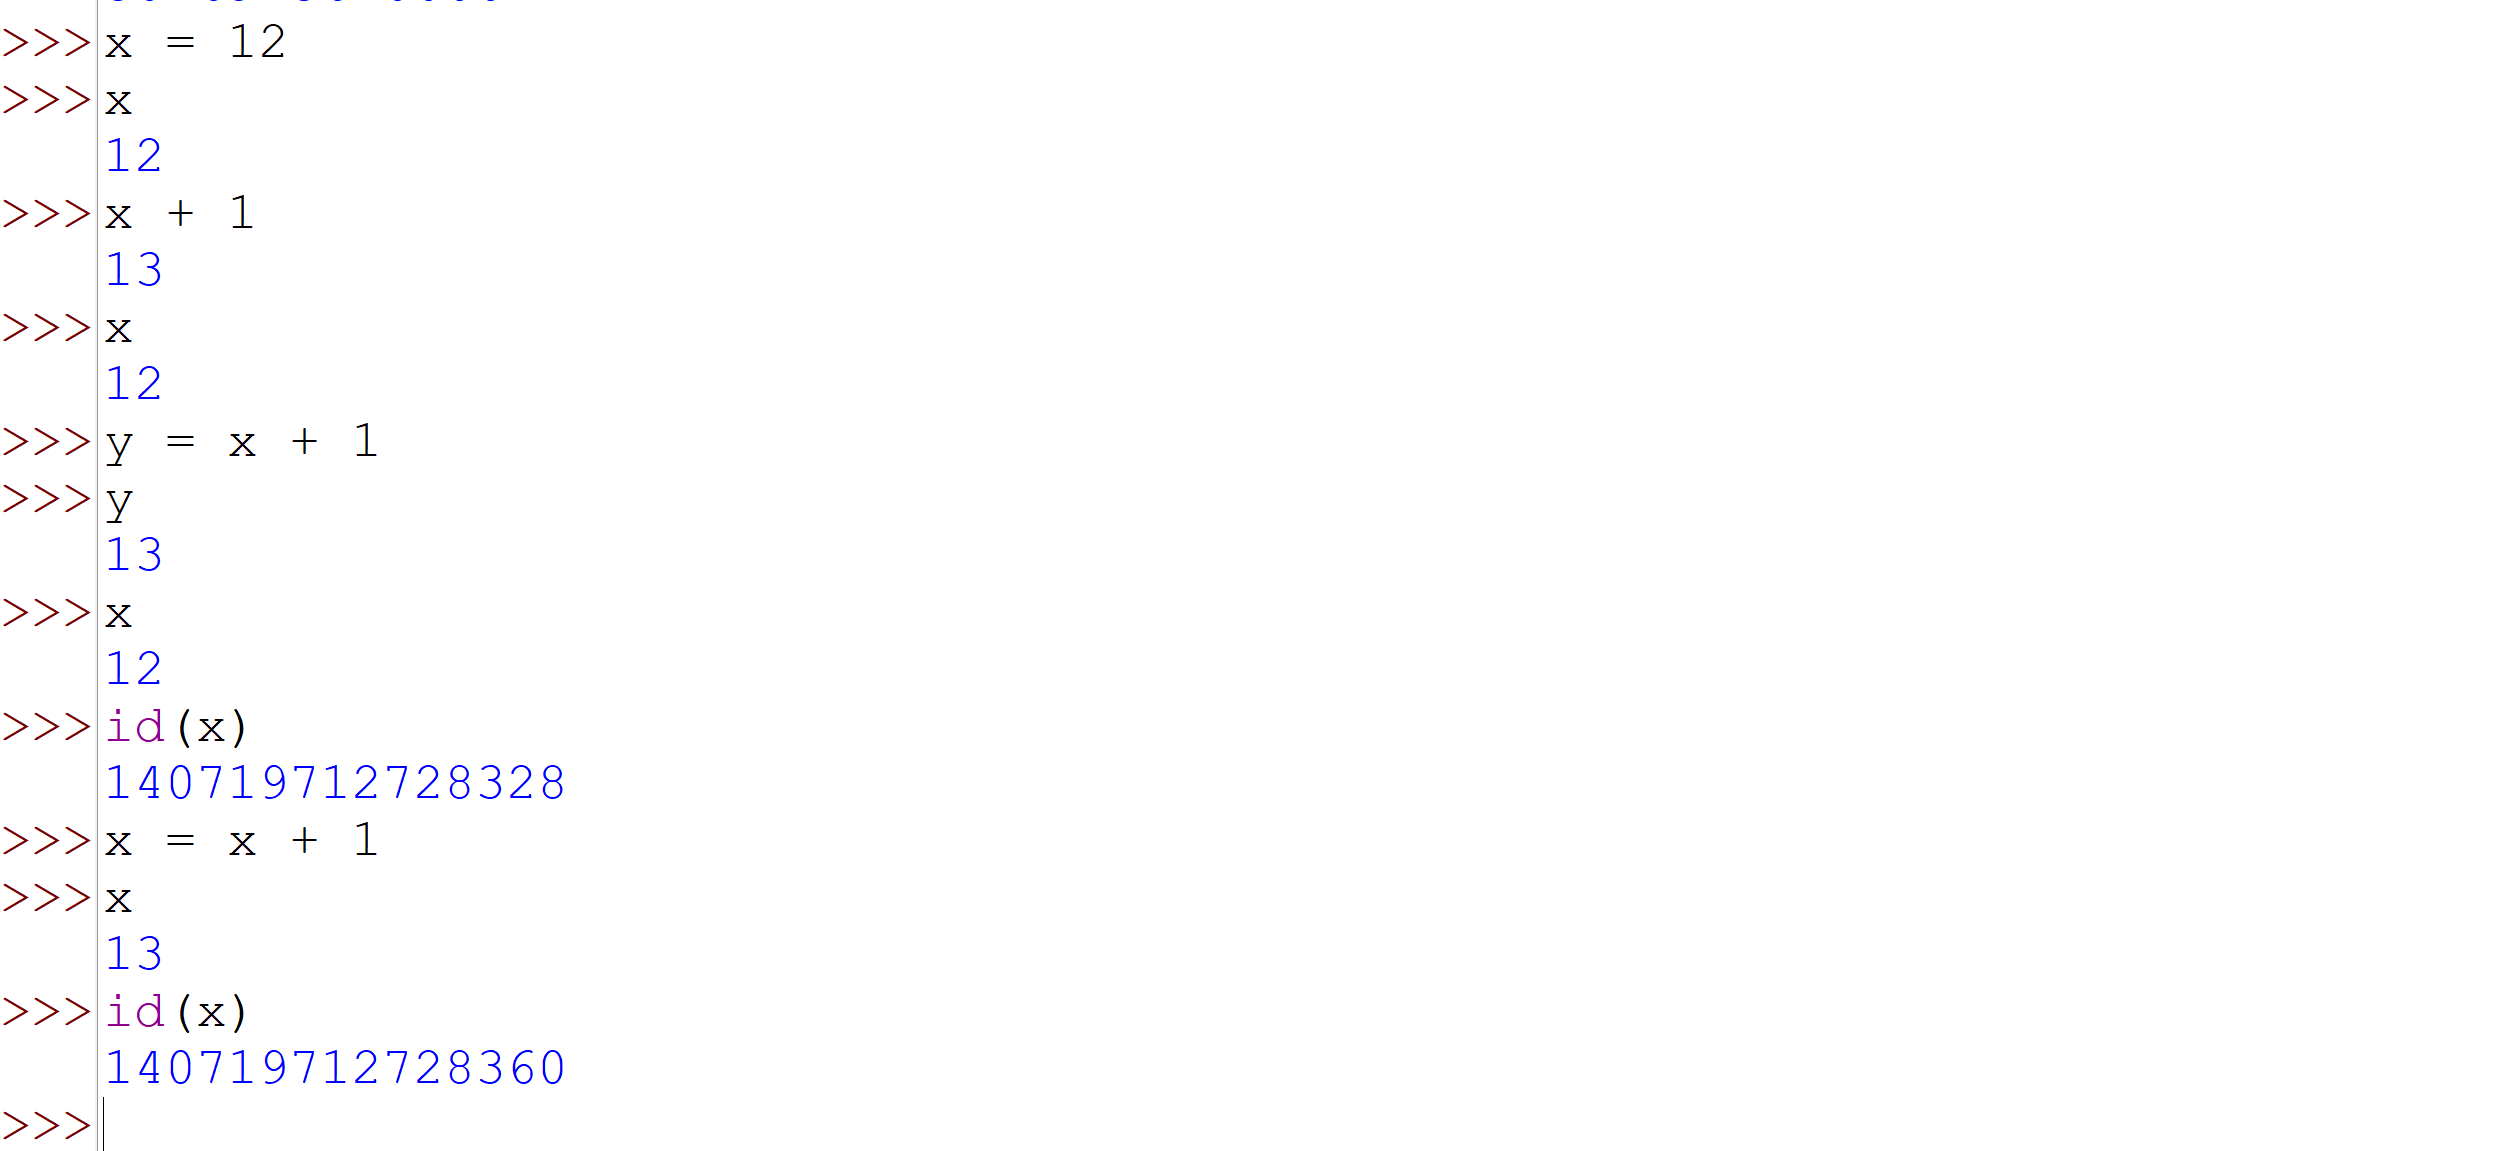 >>> x = 12
>>> x
12
>>> x + 1
13
>>> x
12
>>> y = x + 1
>>> y
13
>>> x
12
>>> id(x)
140719712728328
>>> x = x + 1
>>> x
13
>>> id(x)
140719712728360
>>>